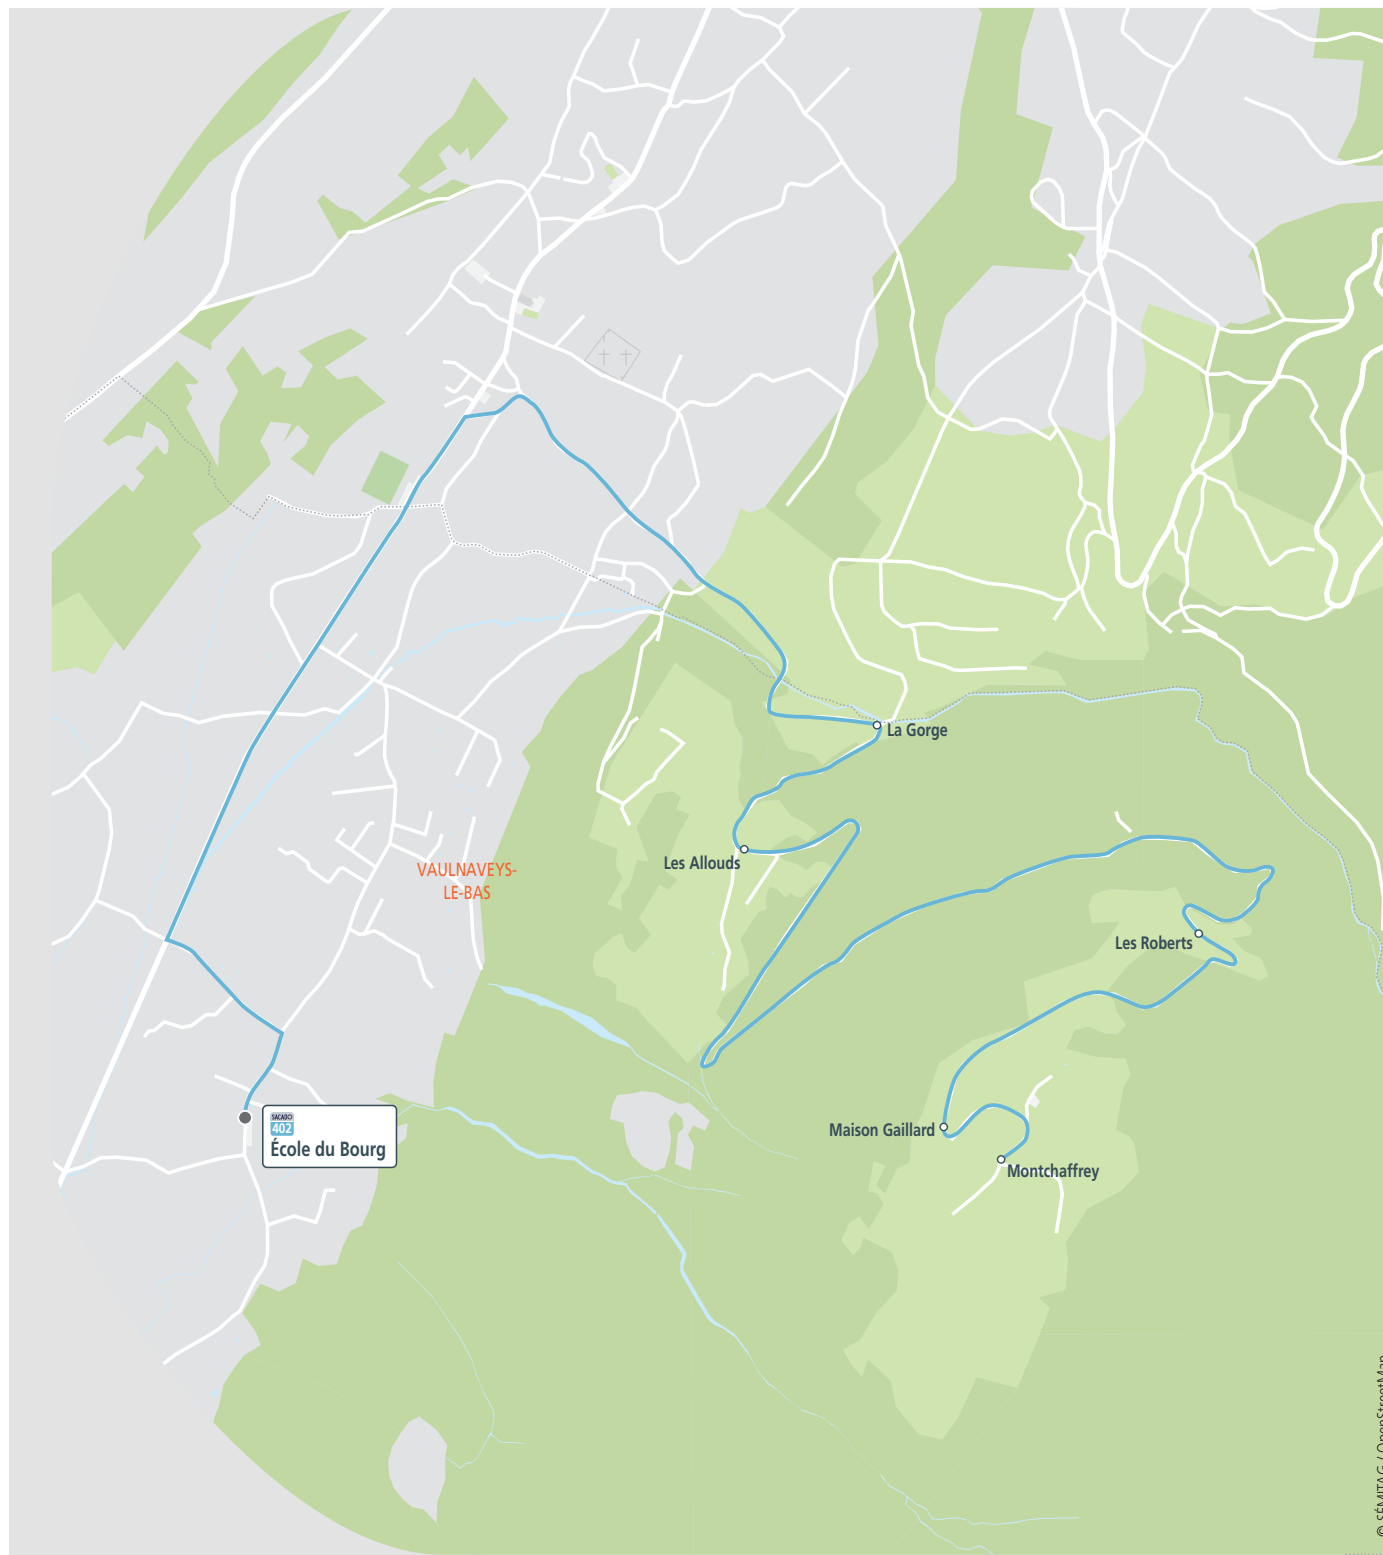 La Gorge
Les Allouds
VAULNAVEYS-
LE-BAS
Les Roberts
SACADO
402
École du Bourg
Maison Gaillard
Montchaffrey
© SÉMITAG / OpenStreetMap